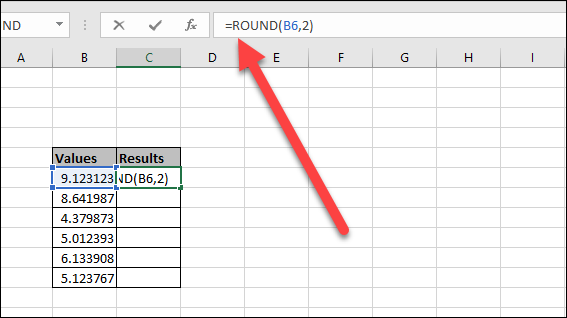 ND =ROUND(B6,2)
A B C D E F G H I
Values Results
9.123123 ND(B6,2)
8.641987
4.379873
5.012393
6.133908
5.123767